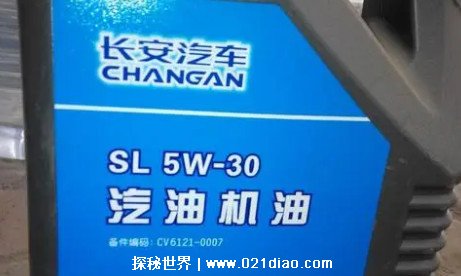 长安汽车
CHANGAN
SL 5W-30
汽油机油
备件编码: CV6121-0007
探秘世界｜www.021diao.com